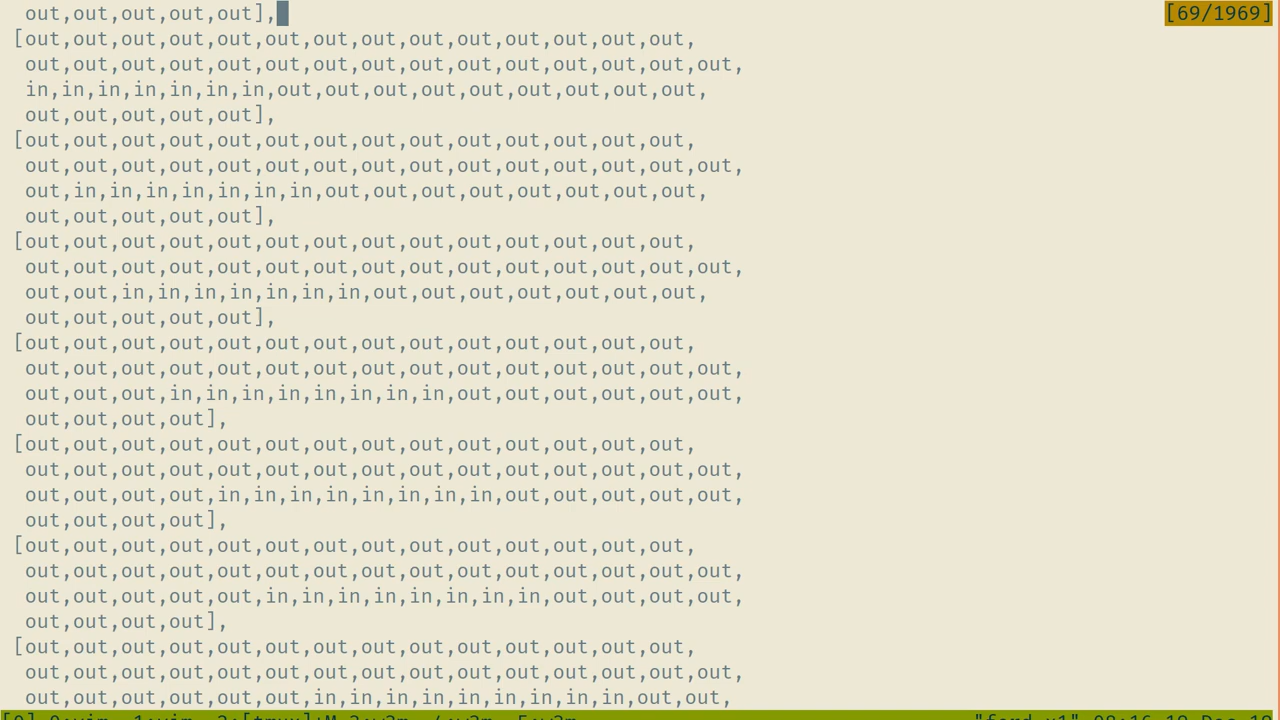 out,out,out,out,out], [69/1969]
[out,out,out,out,out,out,out,out,out,out,out,out,out,out,
out,out,out,out,out,out,out,out,out,out,out,out,out,out,out,
in,in,in,in,in,in,in,out,out,out,out,out,out,out,out,out,
out,out,out,out,out],
[out,out,out,out,out,out,out,out,out,out,out,out,out,out,
out,out,out,out,out,out,out,out,out,out,out,out,out,out,out,
out,in,in,in,in,in,in,in,out,out,out,out,out,out,out,out,
out,out,out,out,out],
[out,out,out,out,out,out,out,out,out,out,out,out,out,out,
out,out,out,out,out,out,out,out,out,out,out,out,out,out,out,
out,out,in,in,in,in,in,in,in,out,out,out,out,out,out,out,
out,out,out,out,out],
[out,out,out,out,out,out,out,out,out,out,out,out,out,out,
out,out,out,out,out,out,out,out,out,out,out,out,out,out,out,
out,out,out,in,in,in,in,in,in,in,in,out,out,out,out,out,out,
out,out,out,out],
[out,out,out,out,out,out,out,out,out,out,out,out,out,out,
out,out,out,out,out,out,out,out,out,out,out,out,out,out,out,
out,out,out,out,in,in,in,in,in,in,in,in,out,out,out,out,out,
out,out,out,out],
[out,out,out,out,out,out,out,out,out,out,out,out,out,out,
out,out,out,out,out,out,out,out,out,out,out,out,out,out,out,
out,out,out,out,out,in,in,in,in,in,in,in,in,out,out,out,out,
out,out,out,out],
[out,out,out,out,out,out,out,out,out,out,out,out,out,out,
out,out,out,out,out,out,out,out,out,out,out,out,out,out,out,
out,out,out,out,out,out,in,in,in,in,in,in,in,in,in,out,out,